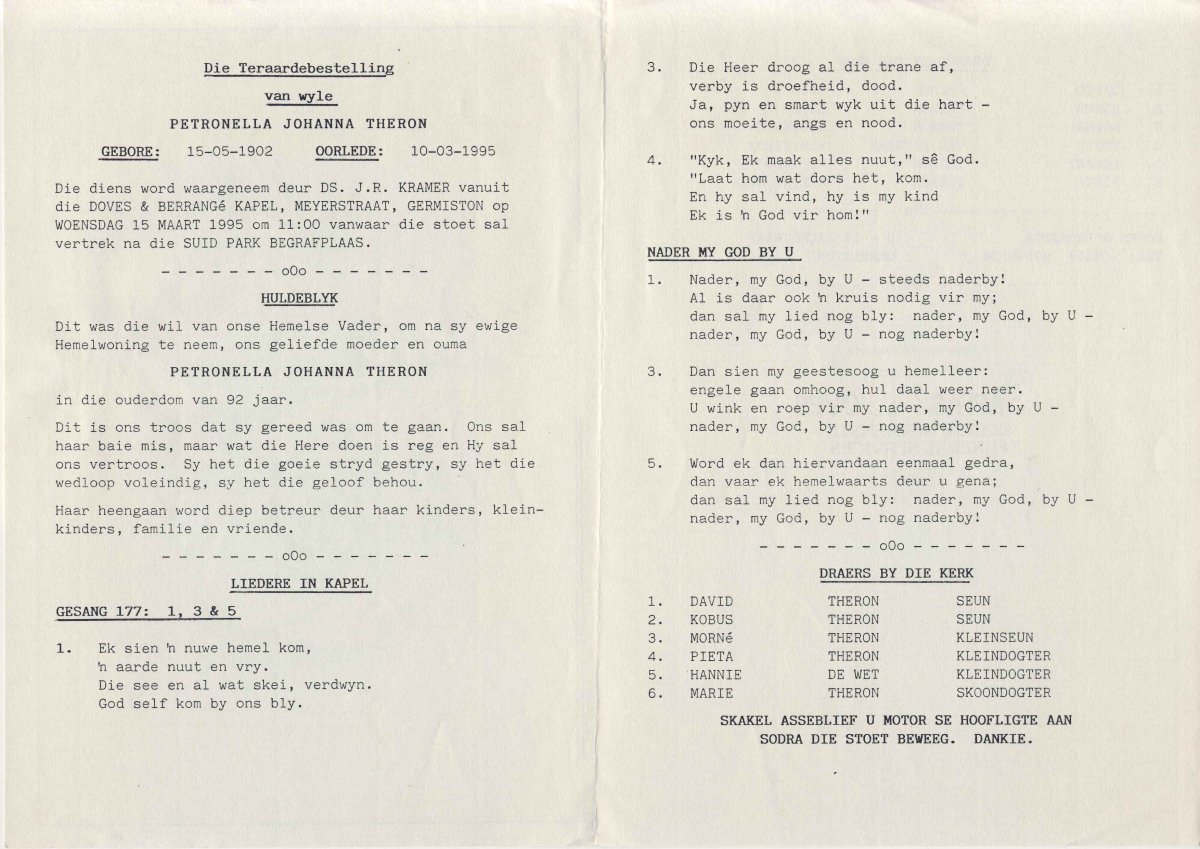 Die Teraardebestelling
van wyle
PETRONELLA JOHANNA THERON
GEBORE: 15-05-1902 OORLEDE: 10-03-1995
Die diens word waargeneem deur DS. J.R. KRAMER vanuit
die DOVES & BERRANGé KAPEL, MEYERSTRAAT, GERMISTON op
WOENSDAG 15 MAART 1995 om 11:00 vanwaar die stoet sal
vertrek na die SUID PARK BEGRAFPLAAS.
- - - - - - - oOo - - - - - - -
HULDEBLYK
Dit was die wil van onse Hemelse Vader, om na sy ewige
Hemelwoning te neem, ons geliefde moeder en ouma
PETRONELLA JOHANNA THERON
in die ouderdom van 92 jaar.
Dit is ons troos dat sy gereed was om te gaan. Ons sal
haar baie mis, maar wat die Here doen is reg en Hy sal
ons vertroos. Sy het die goeie stryd gestry, sy het die
wedloop voleindig, sy het die geloof behou.
Haar heengaan word diep betreur deur haar kinders, klein-
kinders, familie en vriende.
- - - - - - - oOo - - - - - - -
LIEDERE IN KAPEL
GESANG 177: 1, 3 & 5
1. Ek sien 'n nuwe hemel kom,
'n aarde nuut en vry.
Die see en al wat skei, verdwyn.
God self kom by ons bly.
3. Die Heer droog al die trane af,
verby is droefheid, dood.
Ja, pyn en smart wyk uit die hart -
ons moeite, angs en nood.
4. "Kyk, Ek maak alles nuut," sê God.
"Laat hom wat dors het, kom.
En hy sal vind, hy is my kind
Ek is 'n God vir hom!"
NADER MY GOD BY U
1. Nader, my God, by U - steeds naderby!
Al is daar ook 'n kruis nodig vir my;
dan sal my lied nog bly: nader, my God, by U -
nader, my God, by U - nog naderby!
3. Dan sien my geestesoog u hemelleer:
engele gaan omhoog, hul daal weer neer.
U wink en roep vir my nader, my God, by U -
nader, my God, by U - nog naderby!
5. Word ek dan hiervandaan eenmaal gedra,
dan vaar ek hemelwaarts deur u gena;
dan sal my lied nog bly: nader, my God, by U -
nader, my God, by U - nog naderby!
- - - - - - - oOo - - - - - - -
DRAERS BY DIE KERK
1. DAVID THERON SEUN
2. KOBUS THERON SEUN
3. MORNé THERON KLEINSEUN
4. PIETA THERON KLEINDOGTER
5. HANNIE DE WET KLEINDOGTER
6. MARIE THERON SKOONDOGTER
SKAKEL ASSEBLIEF U MOTOR SE HOOFLIGTE AAN
SODRA DIE STOET BEWEEG. DANKIE.